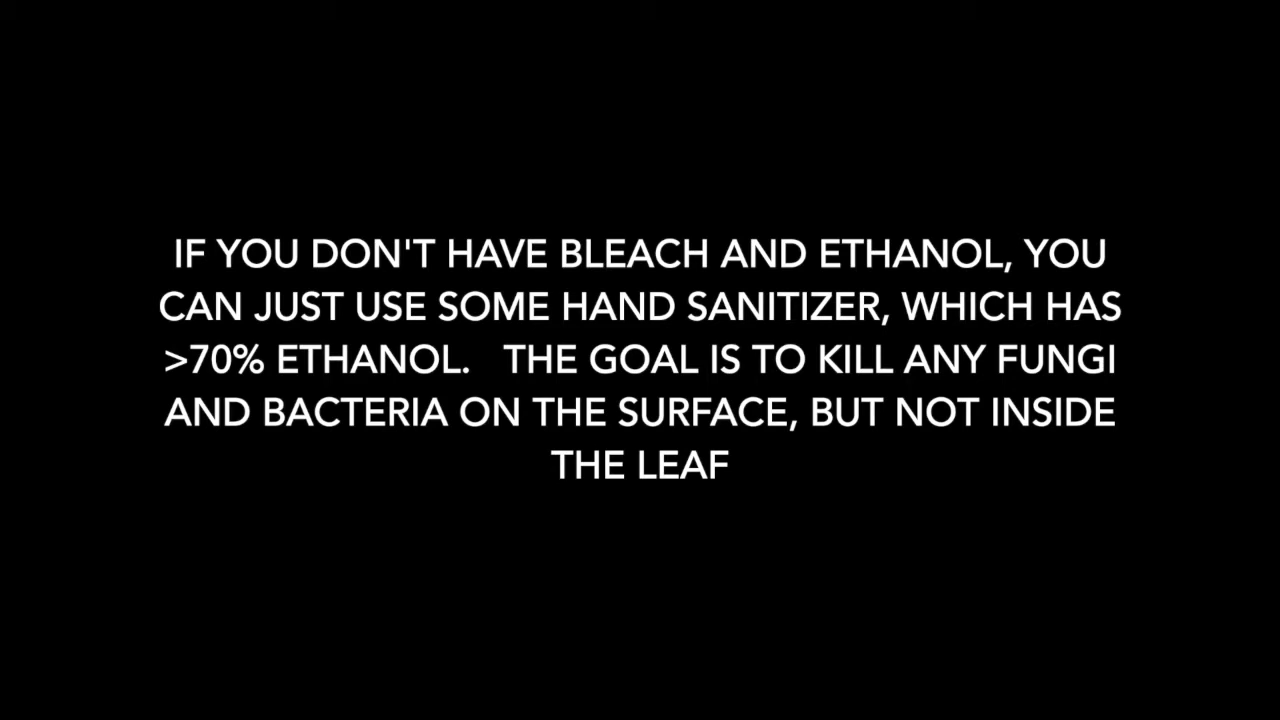 IF YOU DON'T HAVE BLEACH AND ETHANOL, YOU
CAN JUST USE SOME HAND SANITIZER, WHICH HAS
>70% ETHANOL.   THE GOAL IS TO KILL ANY FUNGI
AND BACTERIA ON THE SURFACE, BUT NOT INSIDE
THE LEAF